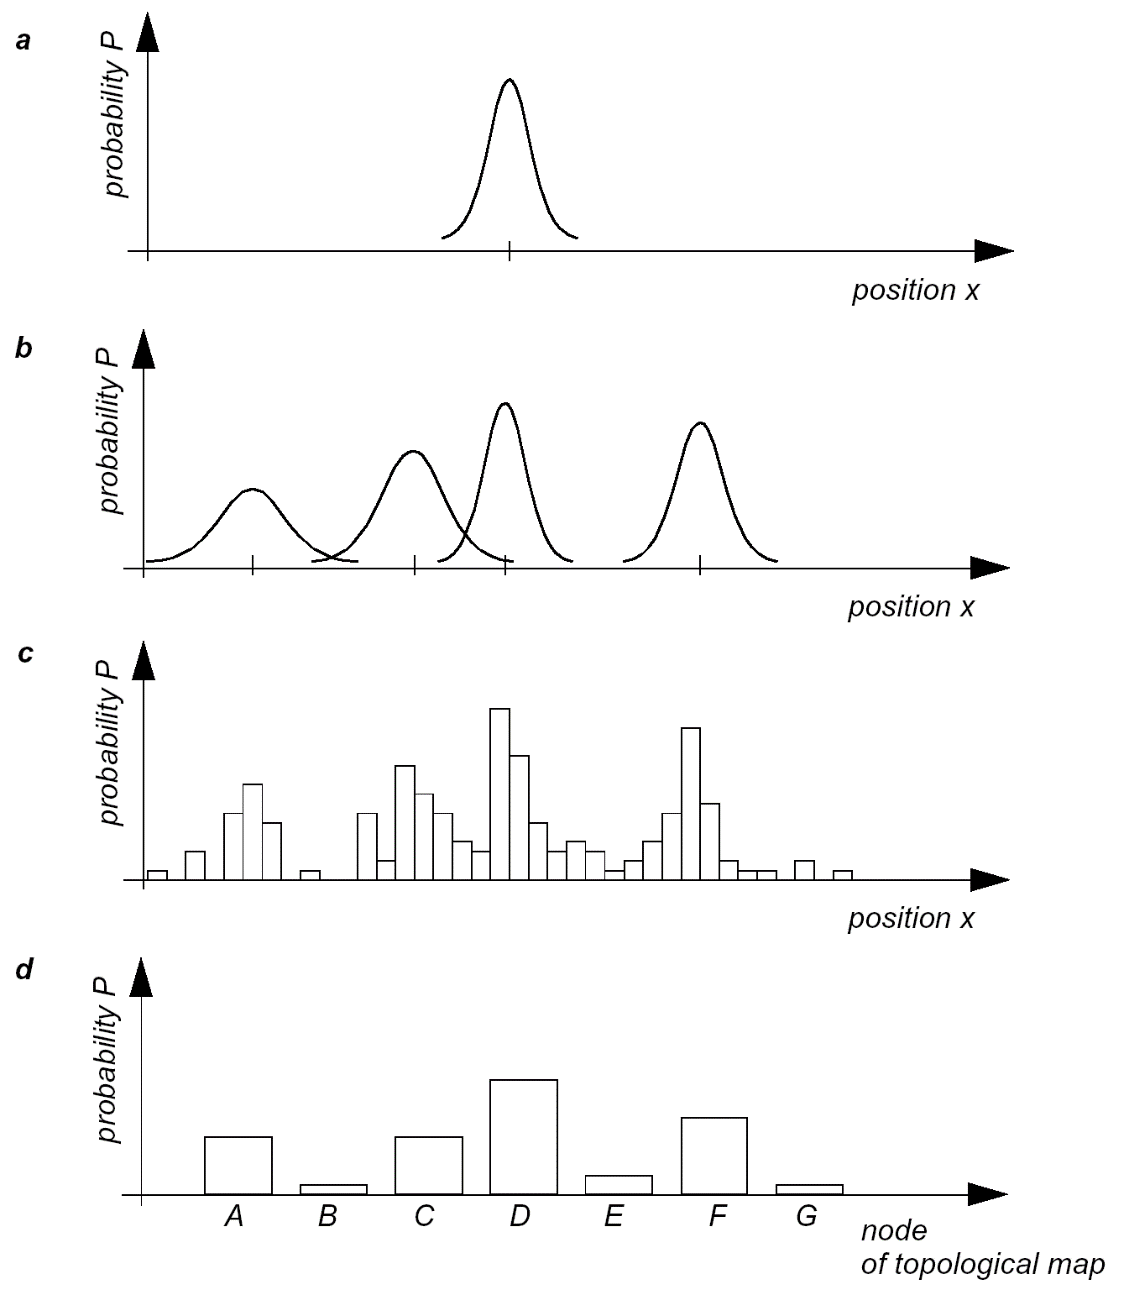 a
probability P
position x
b
probability P
position x
c
probability P
position x
d
probability P
A B C D E F G
node
of topological map